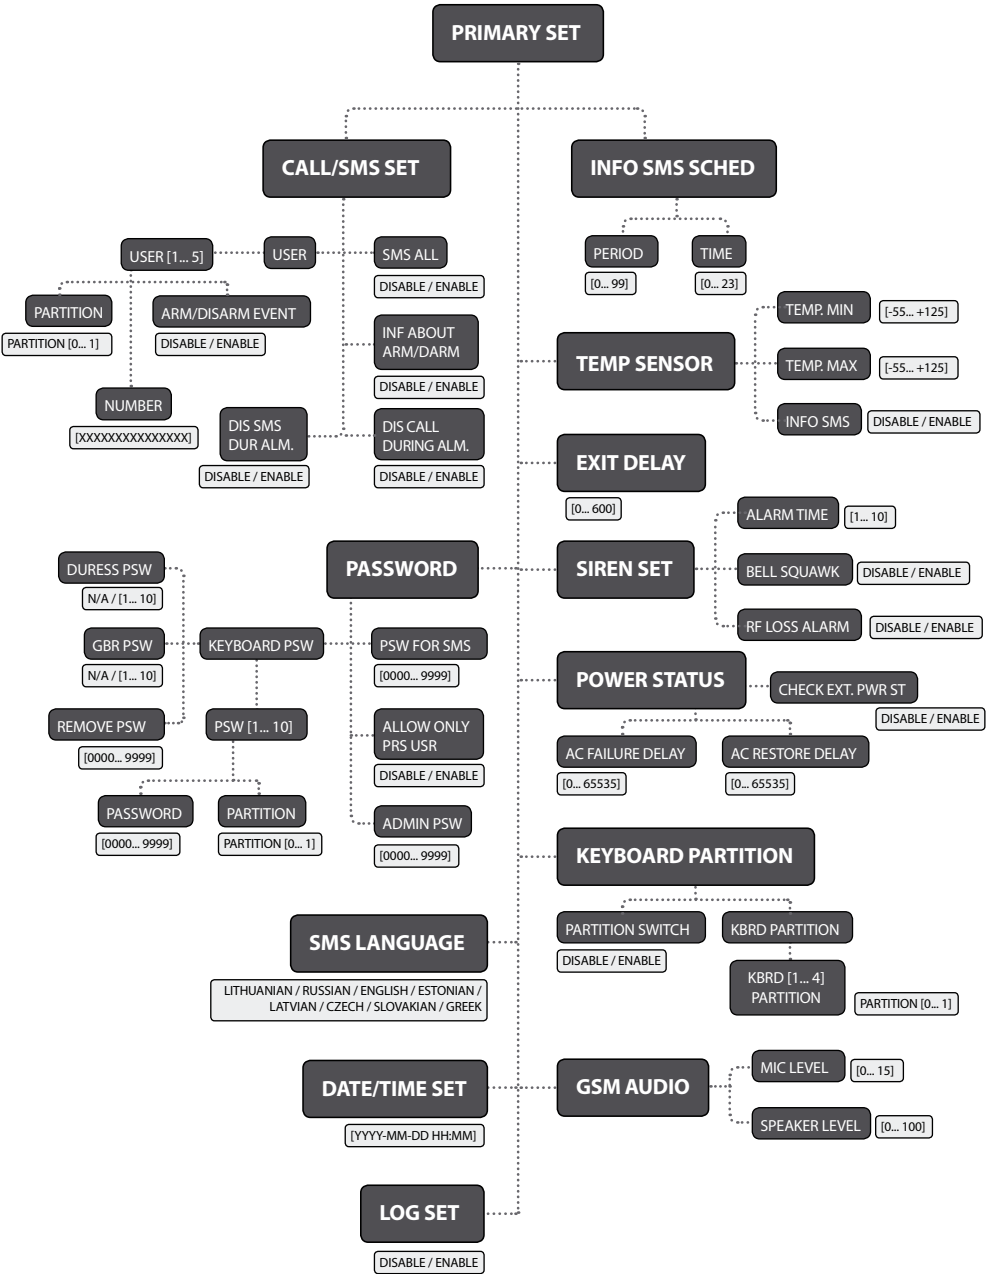 PRIMARY SET
CALL/SMS SET
INFO SMS SCHED
USER [1... 5]
USER
SMS ALL
DISABLE / ENABLE
PARTITION
PARTITION [0... 1]
ARM/DISARM EVENT
DISABLE / ENABLE
NUMBER
[XXXXXXXXXXXXXXX]
INF ABOUT
ARM/DARM
DISABLE / ENABLE
DIS SMS
DUR ALM.
DISABLE / ENABLE
DIS CALL
DURING ALM.
DISABLE / ENABLE
PERIOD
[0... 99]
TIME
[0... 23]
TEMP SENSOR
TEMP. MIN
[-55... +125]
TEMP. MAX
[-55... +125]
INFO SMS
DISABLE / ENABLE
EXIT DELAY
[0... 600]
PASSWORD
DURESS PSW
N/A / [1... 10]
GBR PSW
N/A / [1... 10]
REMOVE PSW
[0000... 9999]
KEYBOARD PSW
PSW [1... 10]
PASSWORD
[0000... 9999]
PARTITION
PARTITION [0... 1]
PSW FOR SMS
[0000... 9999]
ALLOW ONLY
PRS USR
DISABLE / ENABLE
ADMIN PSW
[0000... 9999]
SIREN SET
ALARM TIME
[1... 10]
BELL SQUAWK
DISABLE / ENABLE
RF LOSS ALARM
DISABLE / ENABLE
POWER STATUS
CHECK EXT. PWR ST
DISABLE / ENABLE
AC FAILURE DELAY
[0... 65535]
AC RESTORE DELAY
[0... 65535]
KEYBOARD PARTITION
PARTITION SWITCH
DISABLE / ENABLE
KBRD PARTITION
KBRD [1... 4]
PARTITION
PARTITION [0... 1]
SMS LANGUAGE
LITHUANIAN / RUSSIAN / ENGLISH / ESTONIAN /
LATVIAN / CZECH / SLOVAKIAN / GREEK
DATE/TIME SET
[YYYY-MM-DD HH:MM]
GSM AUDIO
MIC LEVEL
[0... 15]
SPEAKER LEVEL
[0... 100]
LOG SET
DISABLE / ENABLE